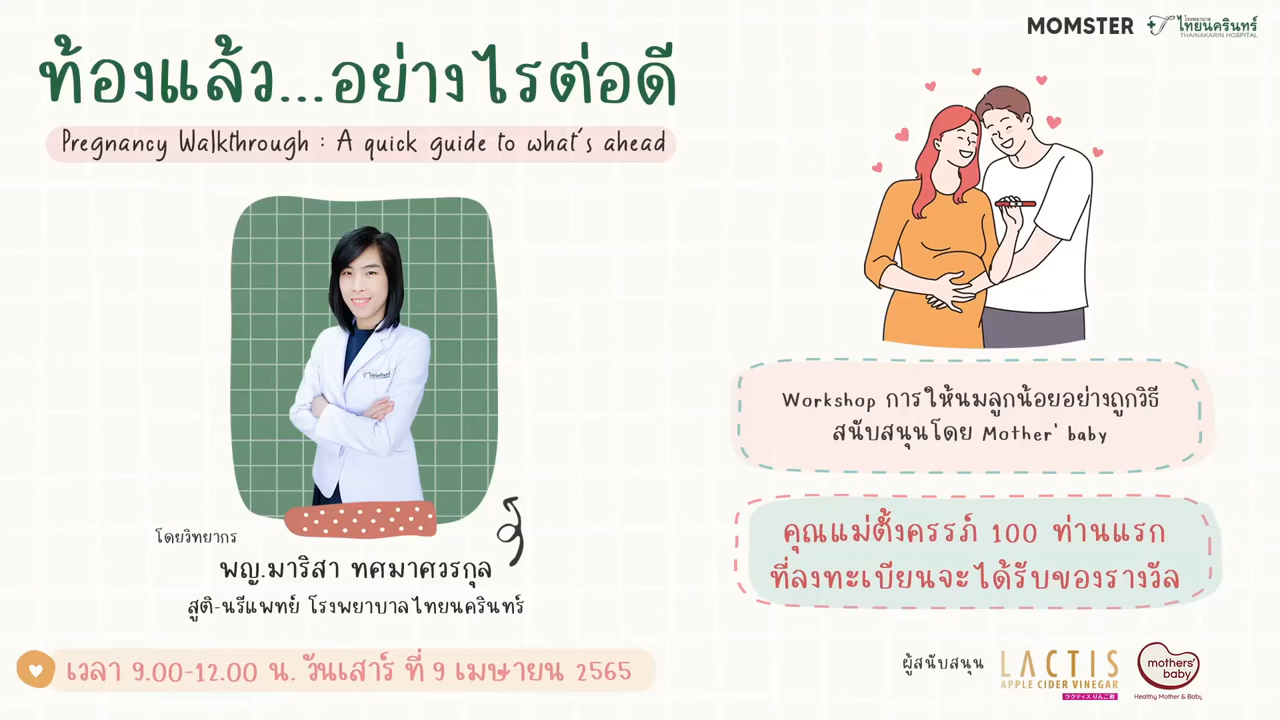 MOMSTER
โรงพยาบาล
ไทยนครินทร์
THAINAKARIN HOSPITAL
ท้องแล้ว...อย่างไรต่อดี
Pregnancy Walkthrough : A quick guide to what's ahead
Workshop การให้นมลูกน้อยอย่างถูกวิธี
สนับสนุนโดย Mother' baby
คุณแม่ตั้งครรภ์ 100 ท่านแรก
ที่ลงทะเบียนจะได้รับของรางวัล
โดยวิทยากร
พญ.มาริสา ทศมาศวรกุล
สูติ-นรีแพทย์ โรงพยาบาลไทยนครินทร์
เวลา 9.00-12.00 น. วันเสาร์ ที่ 9 เมษายน 2565
ผู้สนับสนุน
LACTIS
APPLE CIDER VINEGAR
ラクティスりんご酢
mothers'
baby
Healthy Mother & Baby